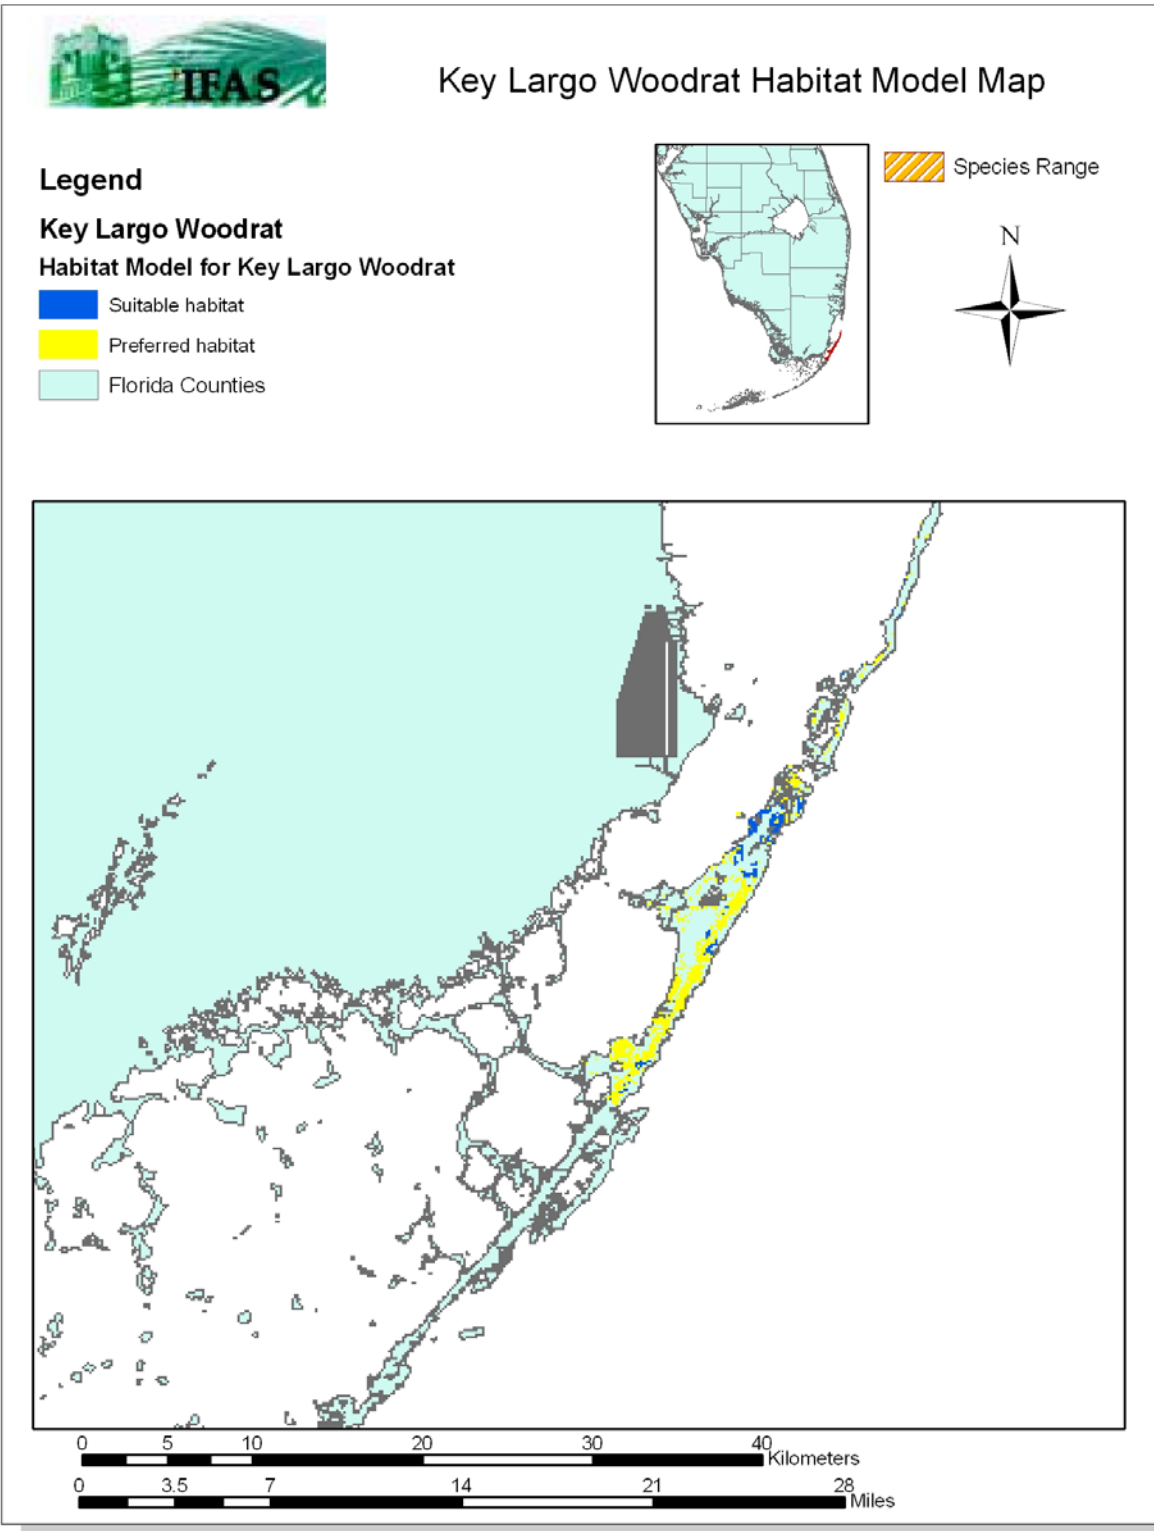 IFAS
Key Largo Woodrat Habitat Model Map
Species Range
Legend
Key Largo Woodrat
Habitat Model for Key Largo Woodrat
Suitable habitat
Preferred habitat
Florida Counties
N
0 5 10 20 30 40
Kilometers
0 3.5 7 14 21 28
Miles